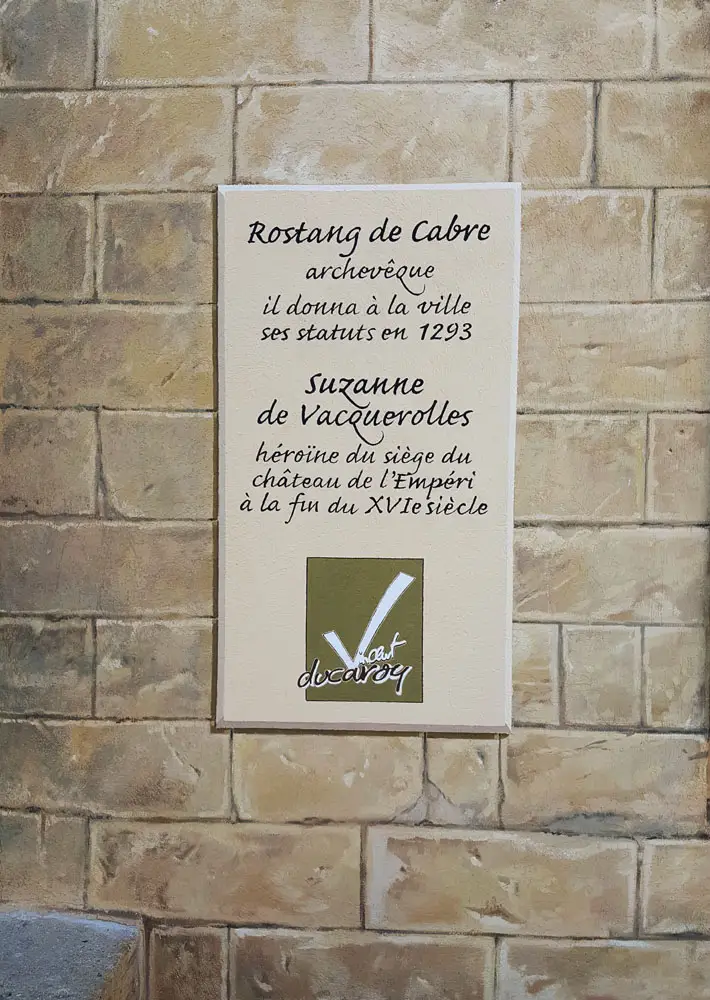 Rostang de Cabre
archevêque
il donna à la ville
ses statuts en 1293
Suzanne
de Vacquerolles
héroïne du siège du
château de l'Empéri
à la fin du XVIe siècle
Vincent
ducaroy